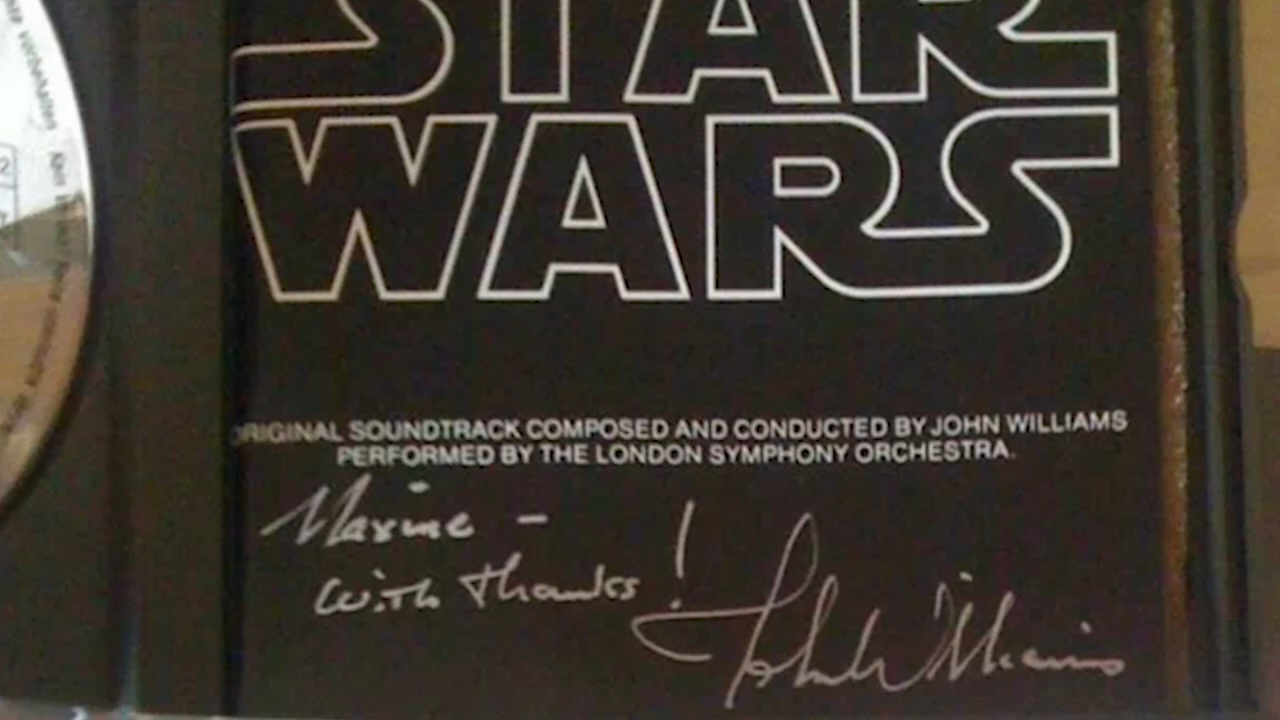 STAR
WARS
ORIGINAL SOUNDTRACK COMPOSED AND CONDUCTED BY JOHN WILLIAMS
PERFORMED BY THE LONDON SYMPHONY ORCHESTRA.
Maxine -
with thanks!
John Williams